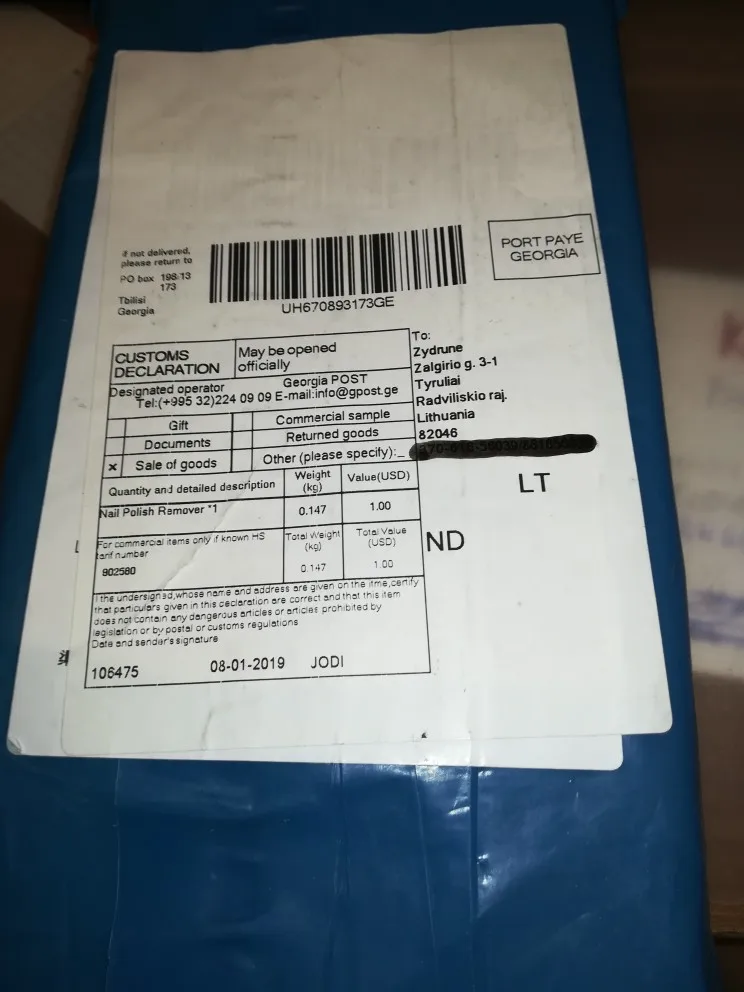 if not delivered,
please return to
PO box 198/13
173
Tbilisi
Georgia
UH670893173GE
PORT PAYE
GEORGIA
CUSTOMS
DECLARATION
May be opened
officially
Designated operator Georgia POST
Tel:(+995 32)224 09 09 E-mail:info@gpost.ge
Gift
Commercial sample
Documents
Returned goods
x
Sale of goods
Other (please specify):_
Quantity and detailed description
Weight
(kg)
Value(USD)
Nail Polish Ramover *1
0.147
1.00
For commercial items only if known HS
tarif number
Total Weight
(kg)
Total Value
(USD)
902580
0.147
1.00
I the undersigned,whose name and address are given on the itme,certify
that particulars given in this declaration are correct and that this item
does not contain any dangerous articles or articles prohibited by
legislation or by postal or customs regulations
Date and sender's signature
106475 08-01-2019 JODI
To:
Zydrune
Zalgirio g. 3-1
Tyruliai
Radviliskio raj.
Lithuania
82046
LT
ND